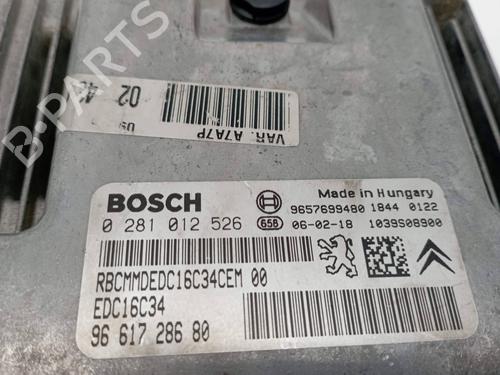 B-PARTS
VAR. A7A7P
02
BOSCH
Made in Hungary
9657699480 1844 0122
0 281 012 526 658 06-02-18 1039S08900
RBCMMDEDC16C34CEM 00
EDC16C34
96 617 286 80